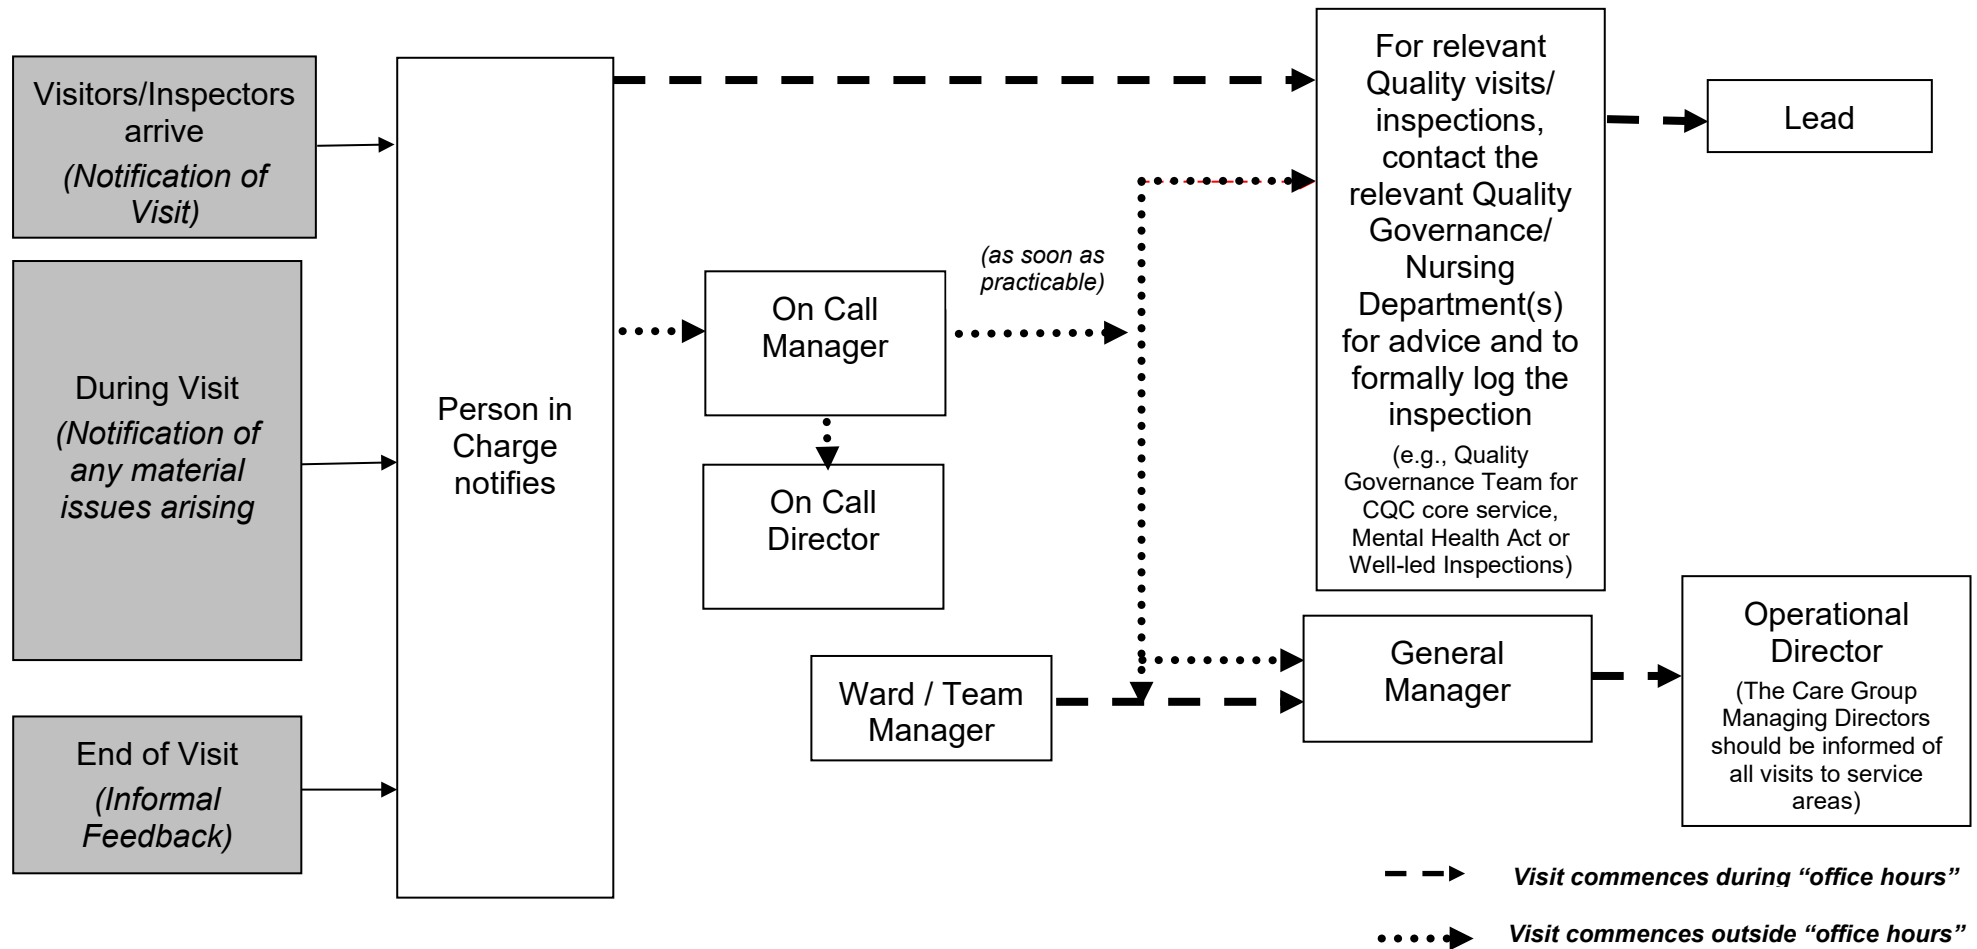 Visitors/Inspectors
arrive
(Notification of
Visit)
During Visit
(Notification of
any material
issues arising
End of Visit
(Informal
Feedback)
Person in
Charge
notifies
On Call
Manager
(as soon as
practicable)
On Call
Director
Ward / Team
Manager
For relevant
Quality visits/
inspections,
contact the
relevant Quality
Governance/
Nursing
Department(s)
for advice and to
formally log the
inspection
(e.g., Quality
Governance Team for
CQC core service,
Mental Health Act or
Well-led Inspections)
Lead
General
Manager
Operational
Director
(The Care Group
Managing Directors
should be informed of
all visits to service
areas)
Visit commences during “office hours”
Visit commences outside “office hours”